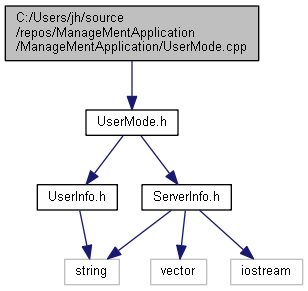 C:/Users/jh/source
/repos/ManageMentApplication
/ManageMentApplication/UserMode.cpp
UserMode.h
UserInfo.h
ServerInfo.h
string
vector
iostream